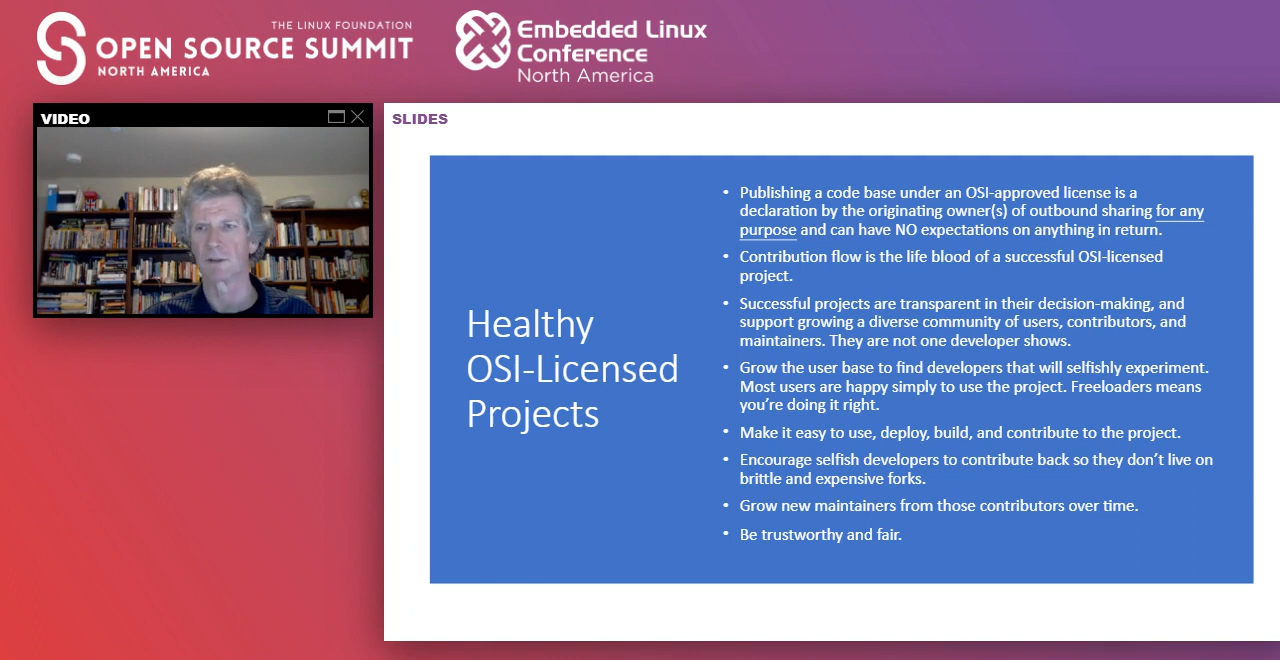 THE LINUX FOUNDATION
OPEN SOURCE SUMMIT
NORTH AMERICA
Embedded Linux
Conference
North America
VIDEO
SLIDES
Healthy
OSI-Licensed
Projects
• Publishing a code base under an OSI-approved license is a
declaration by the originating owner(s) of outbound sharing for any
purpose and can have NO expectations on anything in return.
• Contribution flow is the life blood of a successful OSI-licensed
project.
• Successful projects are transparent in their decision-making, and
support growing a diverse community of users, contributors, and
maintainers. They are not one developer shows.
• Grow the user base to find developers that will selfishly experiment.
Most users are happy simply to use the project. Freeloaders means
you’re doing it right.
• Make it easy to use, deploy, build, and contribute to the project.
• Encourage selfish developers to contribute back so they don’t live on
brittle and expensive forks.
• Grow new maintainers from those contributors over time.
• Be trustworthy and fair.